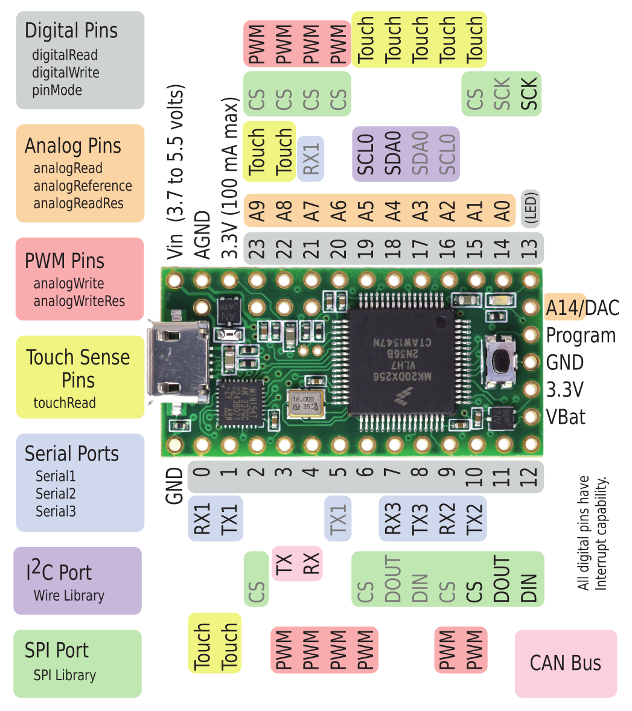 Digital Pins
digitalRead
digitalWrite
pinMode
Analog Pins
analogRead
analogReference
analogReadRes
PWM Pins
analogWrite
analogWriteRes
Touch Sense
Pins
touchRead
Serial Ports
Serial1
Serial2
Serial3
I2C Port
Wire Library
SPI Port
SPI Library
PWM PWM PWM PWM Touch Touch Touch Touch Touch
CS CS CS CS CS SCK SCK
Touch Touch RX1 SCL0 SDA0 SDA0 SCL0
A9 A8 A7 A6 A5 A4 A3 A2 A1 A0 (LED)
Vin (3.7 to 5.5 volts)
AGND
3.3V (100 mA max)
23 22 21 20 19 18 17 16 15 14 13
MK20DX256
VLH7
2N36B
CTAW1547N
16.000
A14/DAC
Program
GND
3.3V
VBat
GND 0 1 2 3 4 5 6 7 8 9 10 11 12
RX1 TX1 TX1 RX3 TX3 RX2 TX2
CS TX RX CS DOUT DIN CS CS DOUT DIN
Touch Touch PWM PWM PWM PWM PWM PWM
All digital pins have
Interrupt capability.
CAN Bus